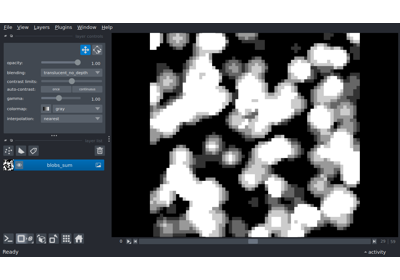 File View Layers Plugins Window Help
opacity: 1.00
blending: translucent_no_depth
contrast limits:
auto-contrast: once continuous
gamma: 1.00
colormap: gray
interpolation: nearest
blobs_sum
Ready
activity